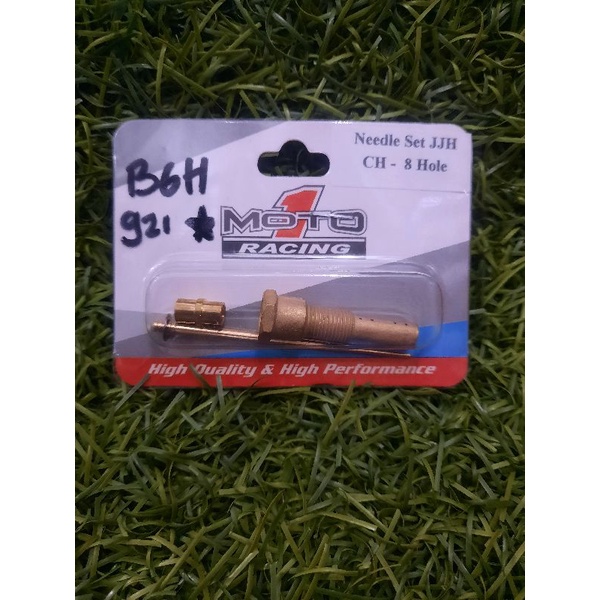 Needle Set JJH
CH - 8 Hole
B6H
921
MOTO 1
RACING
High Quality & High Performance